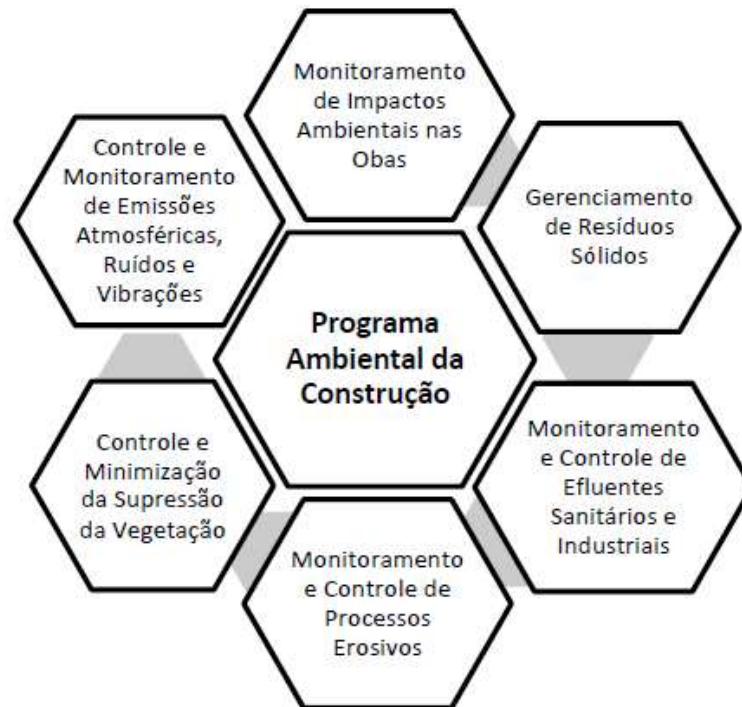 Monitoramento
de Impactos
Ambientais nas
Obas
Gerenciamento
de Resíduos
Sólidos
Monitoramento
e Controle de
Efluentes
Sanitários e
Industriais
Monitoramento
e Controle de
Processos
Erosivos
Controle e
Minimização
da Supressão
da Vegetação
Controle e
Monitoramento
de Emissões
Atmosféricas,
Ruídos e
Vibrações
Programa
Ambiental da
Construção